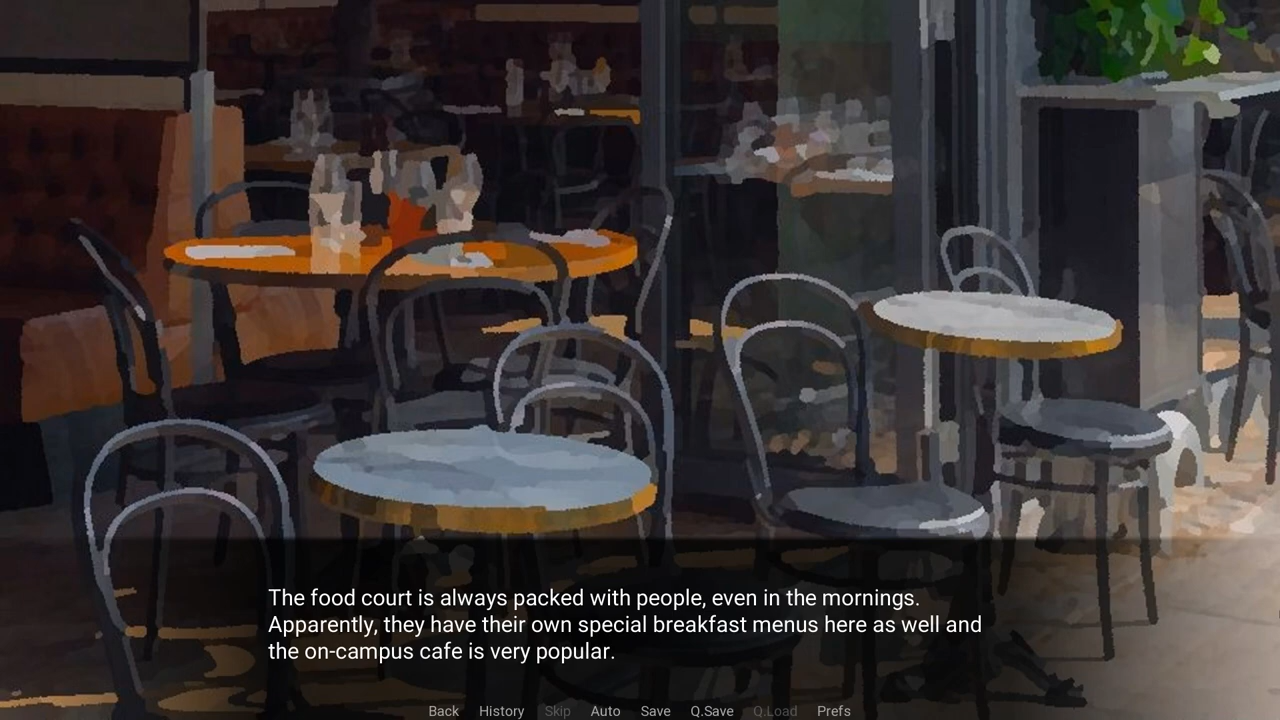 The food court is always packed with people, even in the mornings.
Apparently, they have their own special breakfast menus here as well and
the on-campus cafe is very popular.
Back History Skip Auto Save Q.Save Q.Load Prefs